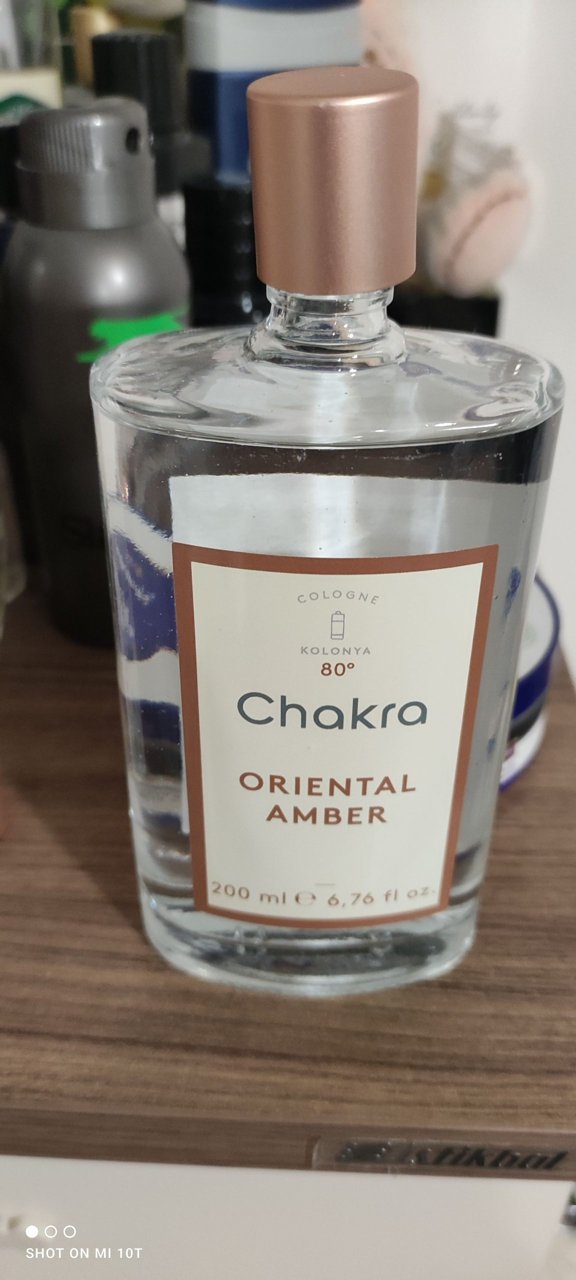 COLOGNE
KOLONYA
80°
Chakra
ORIENTAL
AMBER
200 ml ℮ 6,76 fl oz.
SHOT ON MI 10T